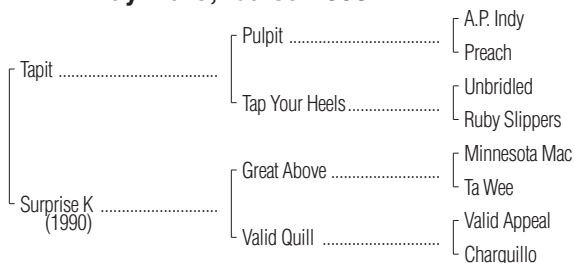 A.P. Indy
Pulpit ........................................
Preach
Tapit ..........................................
Unbridled
Tap Your Heels........................
Ruby Slippers
Minnesota Mac
Great Above .............................
Ta Wee
Surprise K ...............................
(1990)
Valid Appeal
Valid Quill .................................
Charquillo